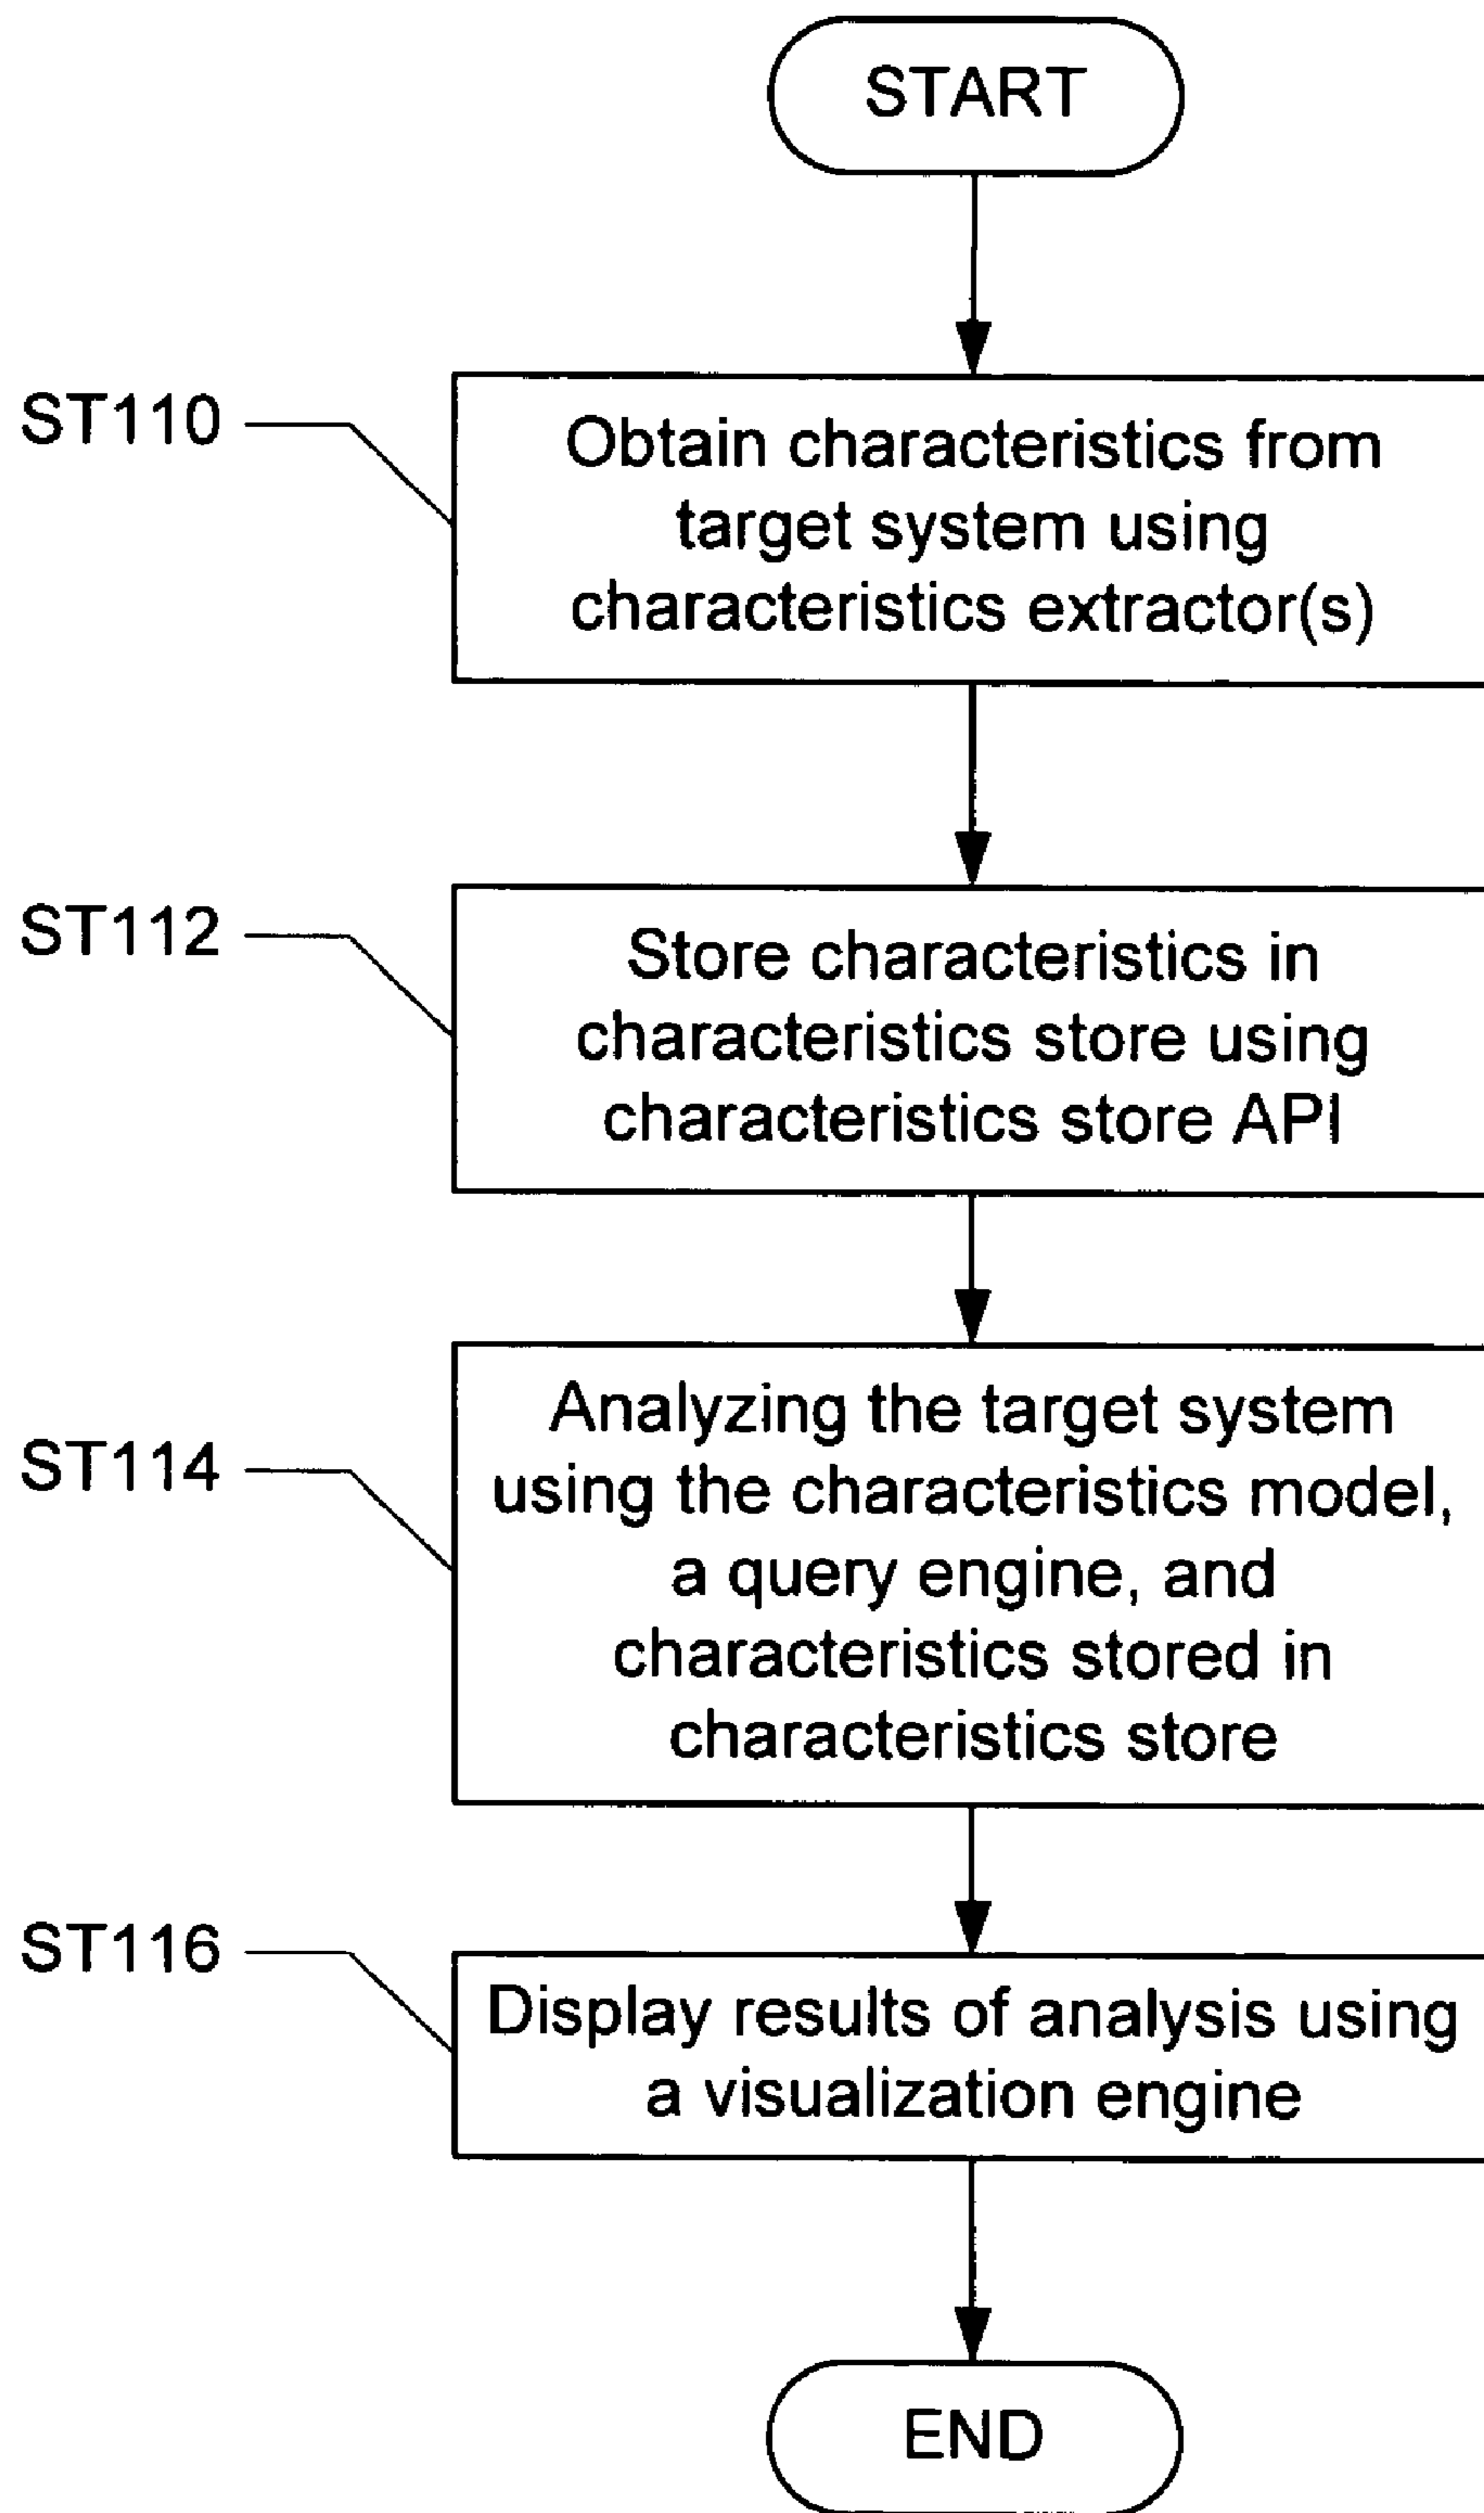 START
ST110
Obtain characteristics from
target system using
characteristics extractor(s)
ST112
Store characteristics in
characteristics store using
characteristics store API
ST114
Analyzing the target system
using the characteristics model,
a query engine, and
characteristics stored in
characteristics store
ST116
Display results of analysis using
a visualization engine
END